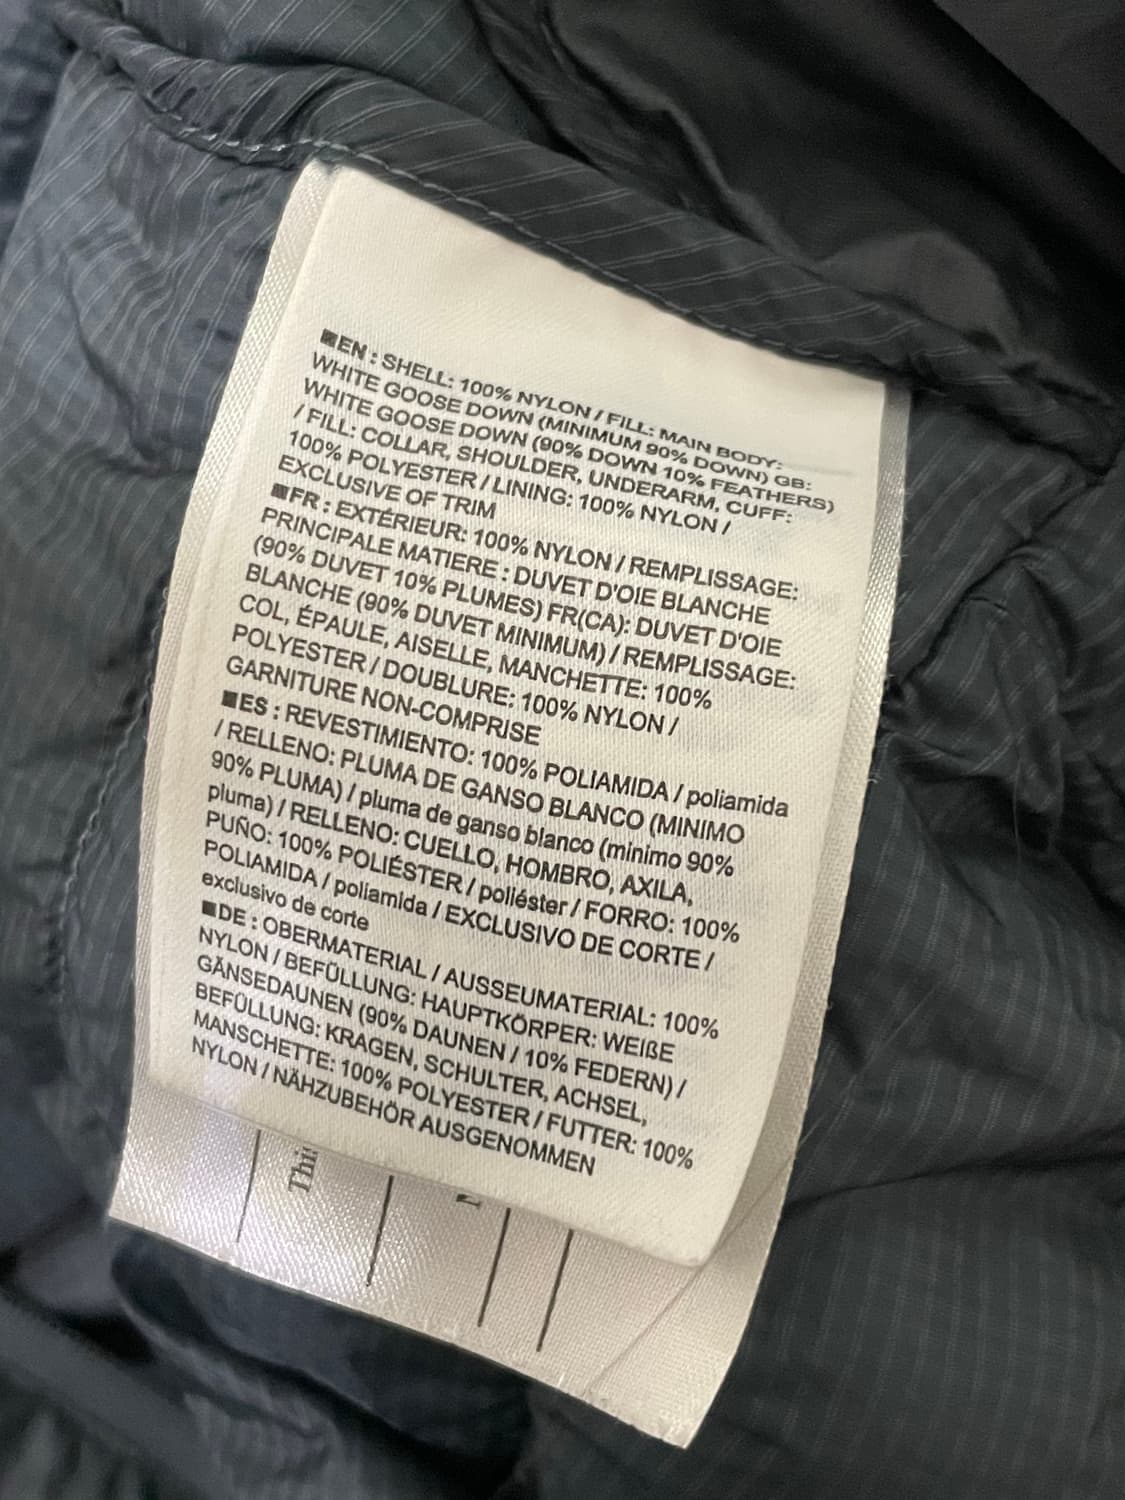 ■EN : SHELL: 100% NYLON / FILL: MAIN BODY:
WHITE GOOSE DOWN (MINIMUM 90% DOWN) GB:
WHITE GOOSE DOWN (90% DOWN 10% FEATHERS)
/ FILL: COLLAR, SHOULDER, UNDERARM, CUFF:
100% POLYESTER / LINING: 100% NYLON /
EXCLUSIVE OF TRIM
■FR : EXTÉRIEUR: 100% NYLON / REMPLISSAGE:
PRINCIPALE MATIERE : DUVET D'OIE BLANCHE
(90% DUVET 10% PLUMES) FR(CA): DUVET D'OIE
BLANCHE (90% DUVET MINIMUM) / REMPLISSAGE:
COL, ÉPAULE, AISELLE, MANCHETTE: 100%
POLYESTER / DOUBLURE: 100% NYLON /
GARNITURE NON-COMPRISE
■ES : REVESTIMIENTO: 100% POLIAMIDA / poliamida
/ RELLENO: PLUMA DE GANSO BLANCO (MINIMO
90% PLUMA) / pluma de ganso blanco (minimo 90%
pluma) / RELLENO: CUELLO, HOMBRO, AXILA,
PUÑO: 100% POLIÉSTER / poliéster / FORRO: 100%
POLIAMIDA / poliamida / EXCLUSIVO DE CORTE /
exclusivo de corte
■DE : OBERMATERIAL / AUSSEUMATERIAL: 100%
NYLON / BEFÜLLUNG: HAUPTKÖRPER: WEIßE
GÄNSEDAUNEN (90% DAUNEN / 10% FEDERN) /
BEFÜLLUNG: KRAGEN, SCHULTER, ACHSEL,
MANSCHETTE: 100% POLYESTER / FUTTER: 100%
NYLON / NÄHZUBEHÖR AUSGENOMMEN